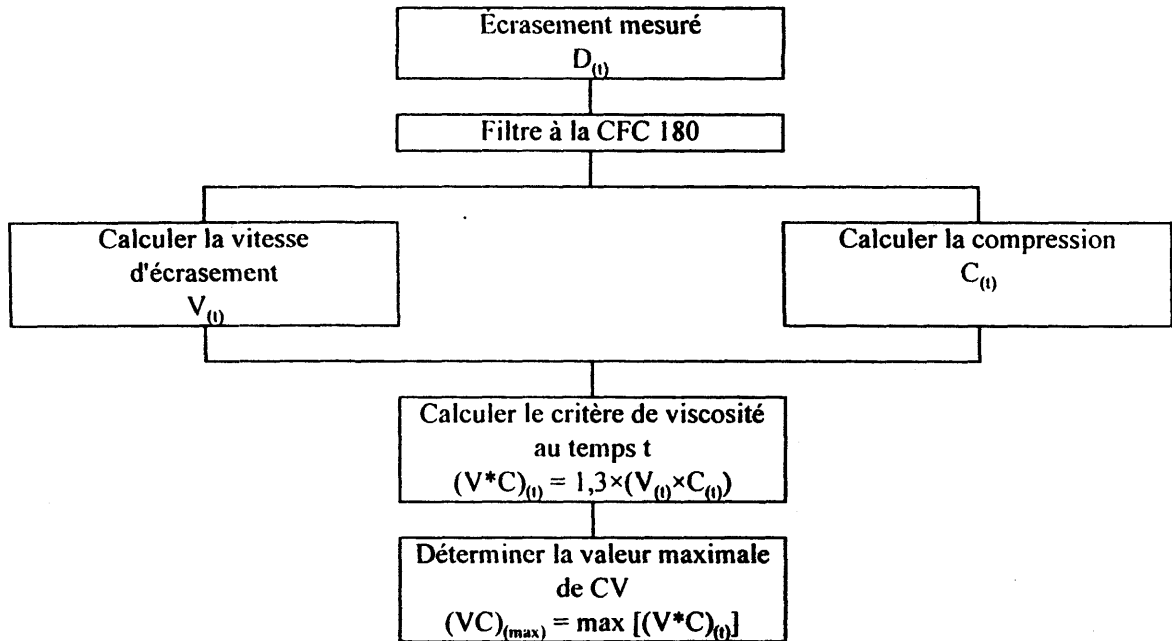 Écrasement mesuré
D(t)
Filtre à la CFC 180
Calculer la vitesse
d'écrasement
V(t)
Calculer la compression
C(t)
Calculer le critère de viscosité
au temps t
(V*C)(t) = 1,3×(V(t)×C(t))
Déterminer la valeur maximale
de CV
(VC)(max) = max [(V*C)(t)]